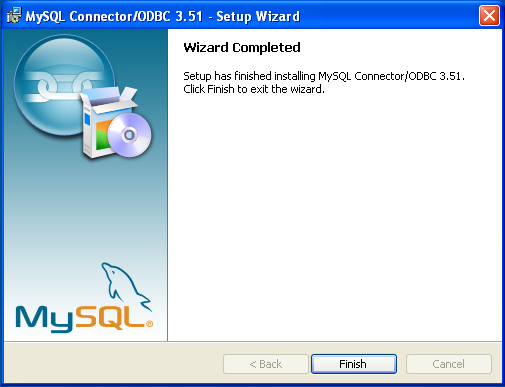 MySQL Connector/ODBC 3.51 - Setup Wizard
Wizard Completed
Setup has finished installing MySQL Connector/ODBC 3.51.
Click Finish to exit the wizard.
MySQL®
< Back
Finish
Cancel